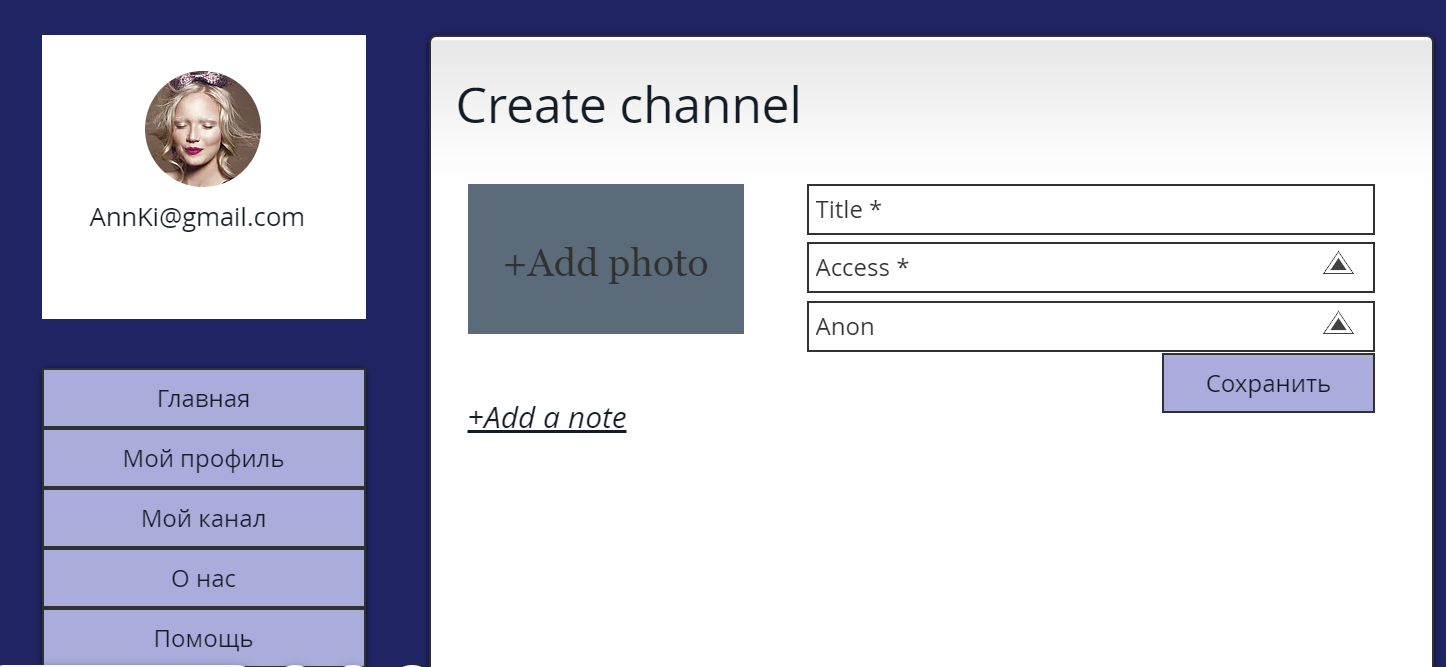 AnnKi@gmail.com
Главная
Мой профиль
Мой канал
О нас
Помощь
Create channel
+Add photo
Title *
Access *
Anon
Сохранить
+Add a note